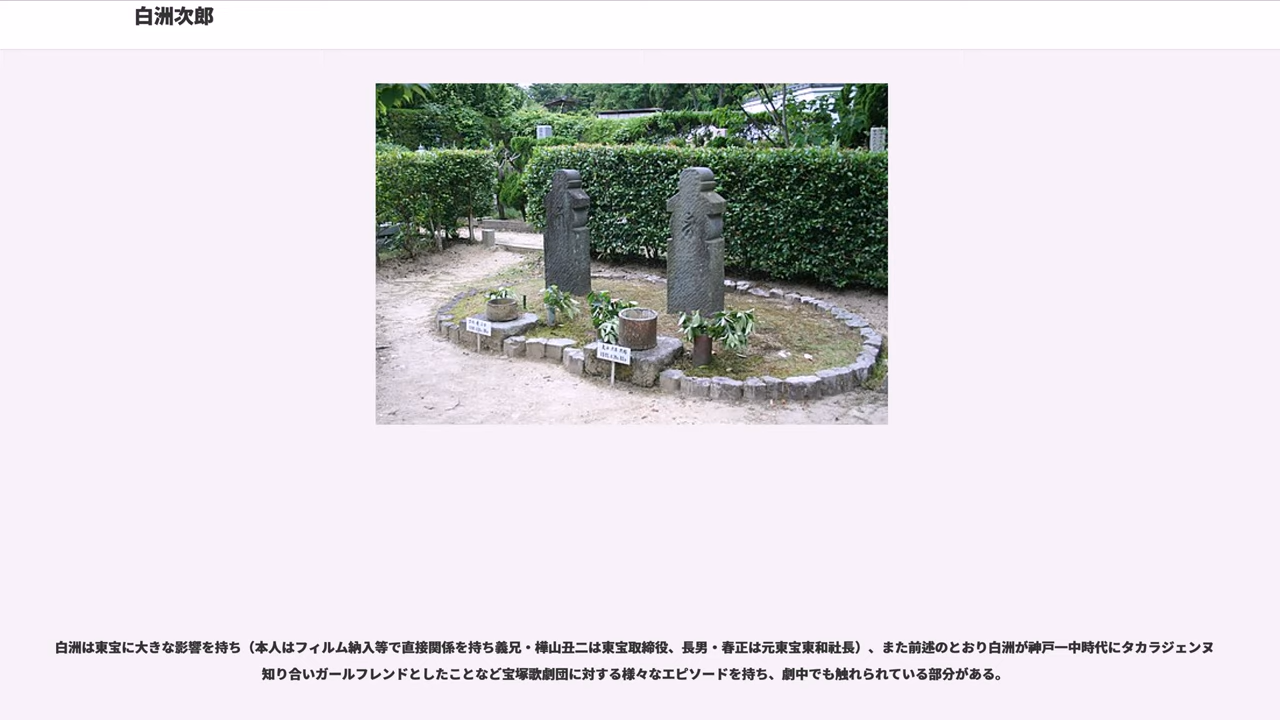 白洲次郎
白洲は東宝に大きな影響を持ち（本人はフィルム納入等で直接関係を持ち義兄・樺山丑二は東宝取締役、長男・春正は元東宝東和社長）、また前述のとおり白洲が神戸一中時代にタカラジェンヌ
知り合いガールフレンドとしたことなど宝塚歌劇団に対する様々なエピソードを持ち、劇中でも触れられている部分がある。